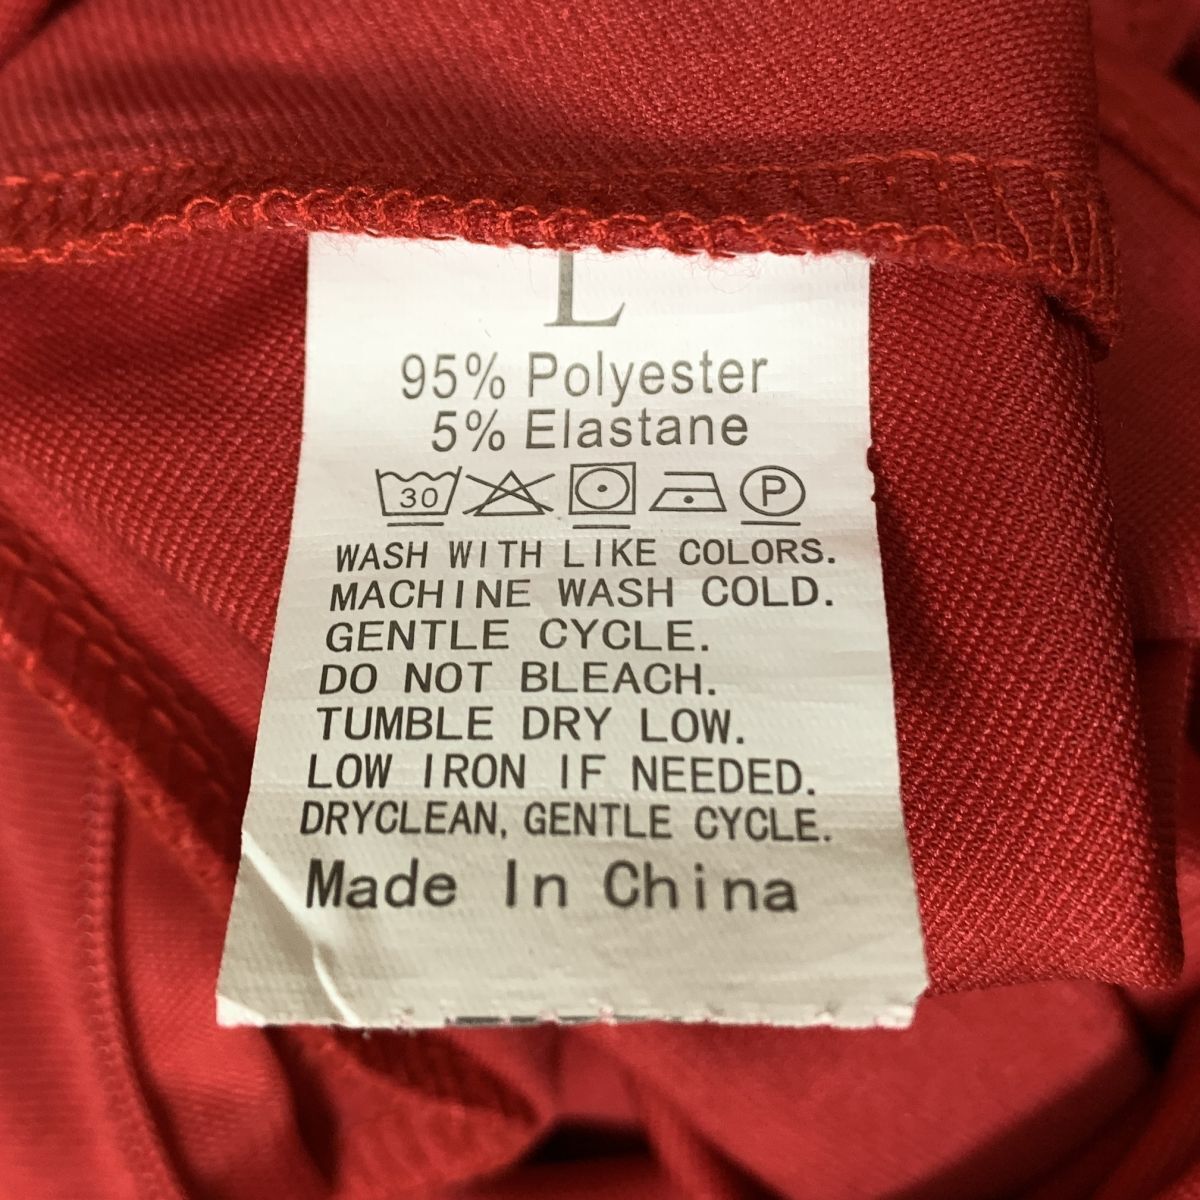 L
95% Polyester
5% Elastane
30 P
WASH WITH LIKE COLORS.
MACHINE WASH COLD.
GENTLE CYCLE.
DO NOT BLEACH.
TUMBLE DRY LOW.
LOW IRON IF NEEDED.
DRYCLEAN, GENTLE CYCLE.
Made In China